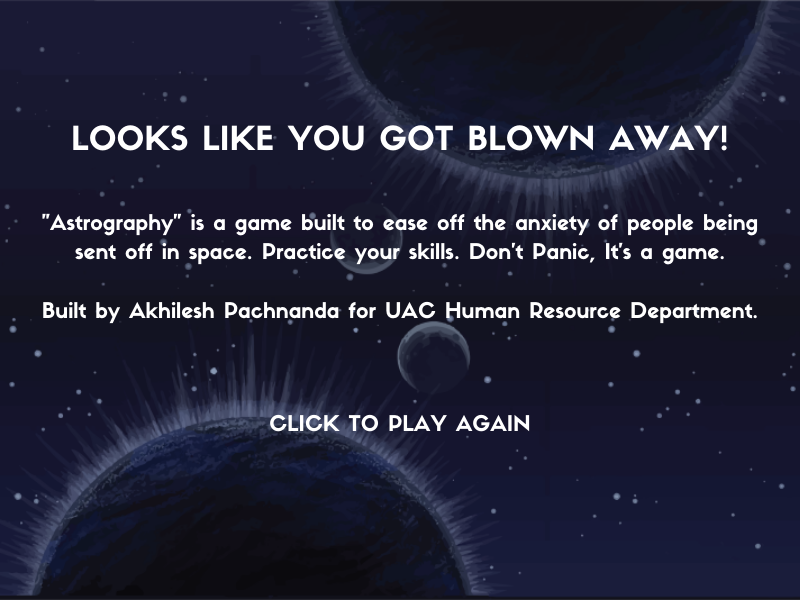 LOOKS LIKE YOU GOT BLOWN AWAY!
"Astrography" is a game built to ease off the anxiety of people being
sent off in space. Practice your skills. Don't Panic, It's a game.
Built by Akhilesh Pachnanda for UAC Human Resource Department.
CLICK TO PLAY AGAIN